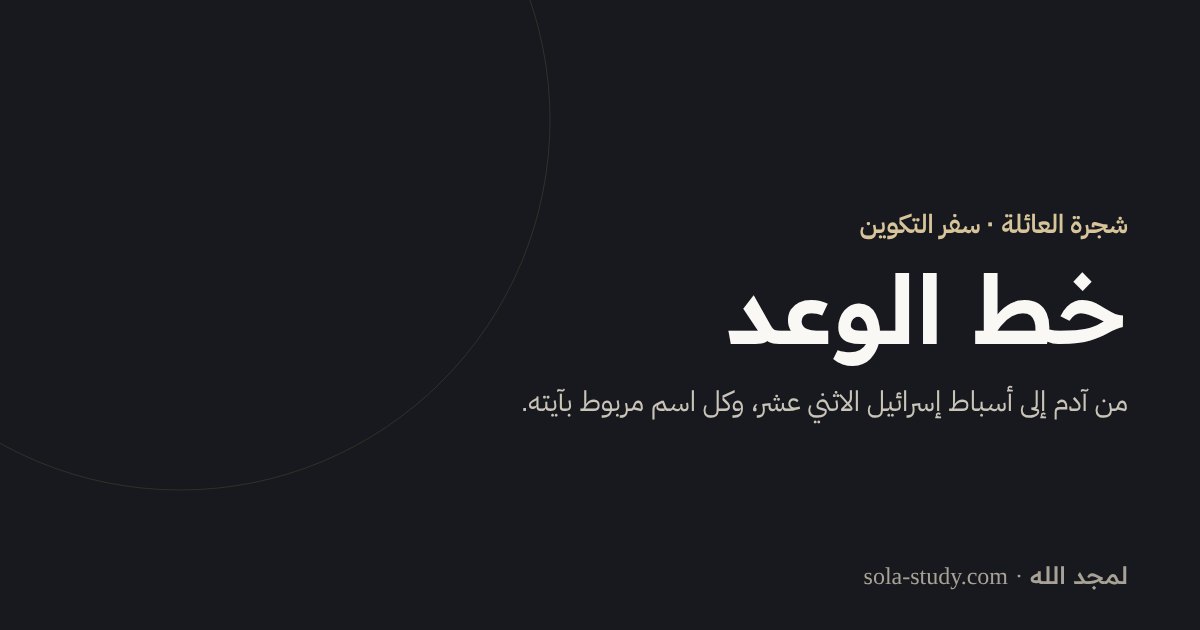 شجرة العائلة · سفر التكوين
خط الوعد
من آدم إلى أسباط إسرائيل الاثني عشر، وكل اسم مربوط بآيته.
لمجد الله · sola-study.com